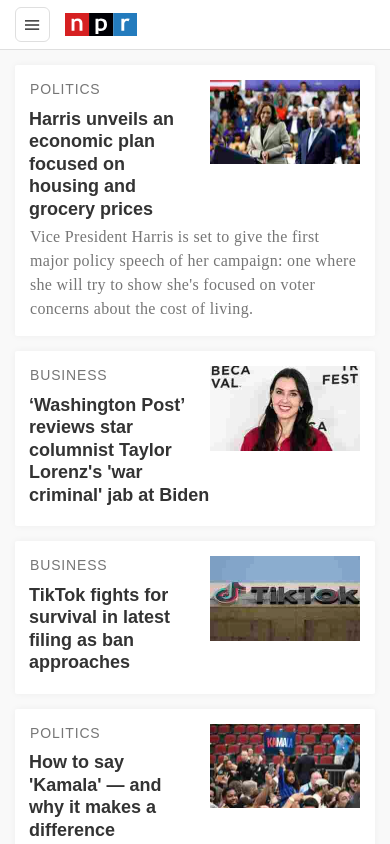 npr
POLITICS
Harris unveils an
economic plan
focused on
housing and
grocery prices
Vice President Harris is set to give the first
major policy speech of her campaign: one where
she will try to show she's focused on voter
concerns about the cost of living.
BUSINESS
‘Washington Post’
reviews star
columnist Taylor
Lorenz's 'war
criminal' jab at Biden
BECA
VAL.
FEST
CA
BUSINESS
TikTok fights for
survival in latest
filing as ban
approaches
TikTok
POLITICS
How to say
'Kamala' — and
why it makes a
difference
KAMALA